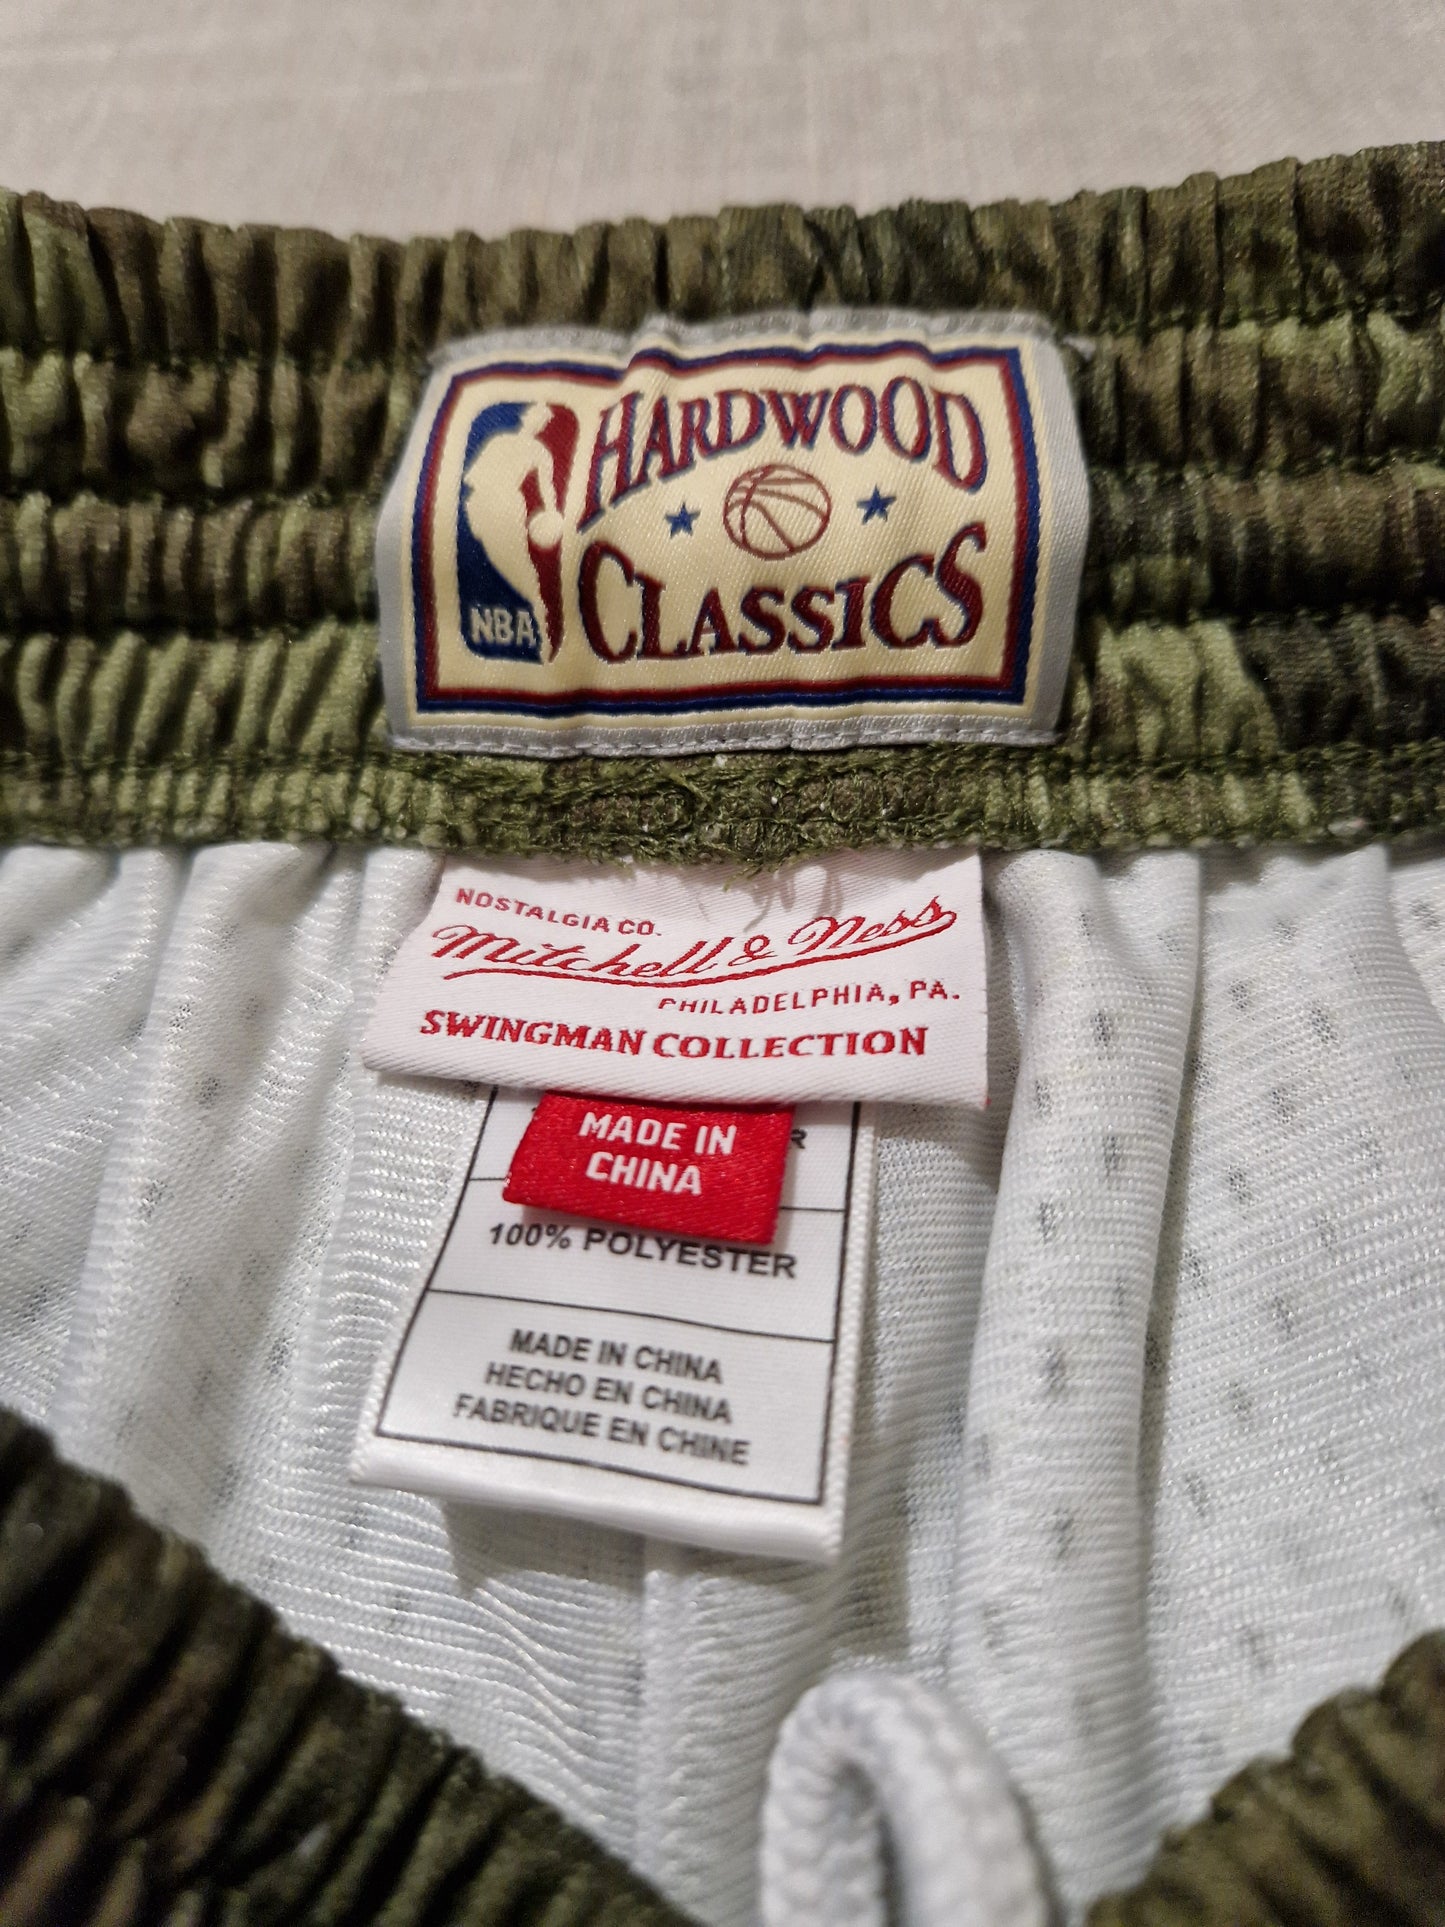 HARDWOOD
CLASSICS
NBA
NOSTALGIA CO.
Mitchell & Ness
PHILADELPHIA, PA.
SWINGMAN COLLECTION
MADE IN
CHINA
100% POLYESTER
MADE IN CHINA
HECHO EN CHINA
FABRIQUE EN CHINE